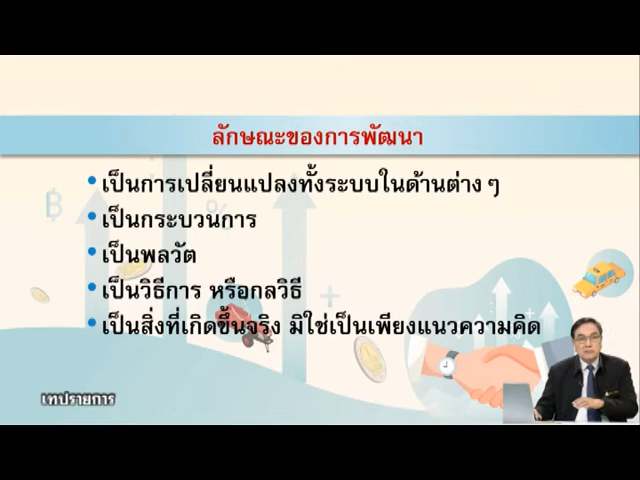 ลักษณะของการพัฒนา
•เป็นการเปลี่ยนแปลงทั้งระบบในด้านต่าง ๆ
•เป็นกระบวนการ
•เป็นพลวัต
•เป็นวิธีการ หรือกลวิธี
•เป็นสิ่งที่เกิดขึ้นจริง มิใช่เป็นเพียงแนวความคิด
เทปรายการ